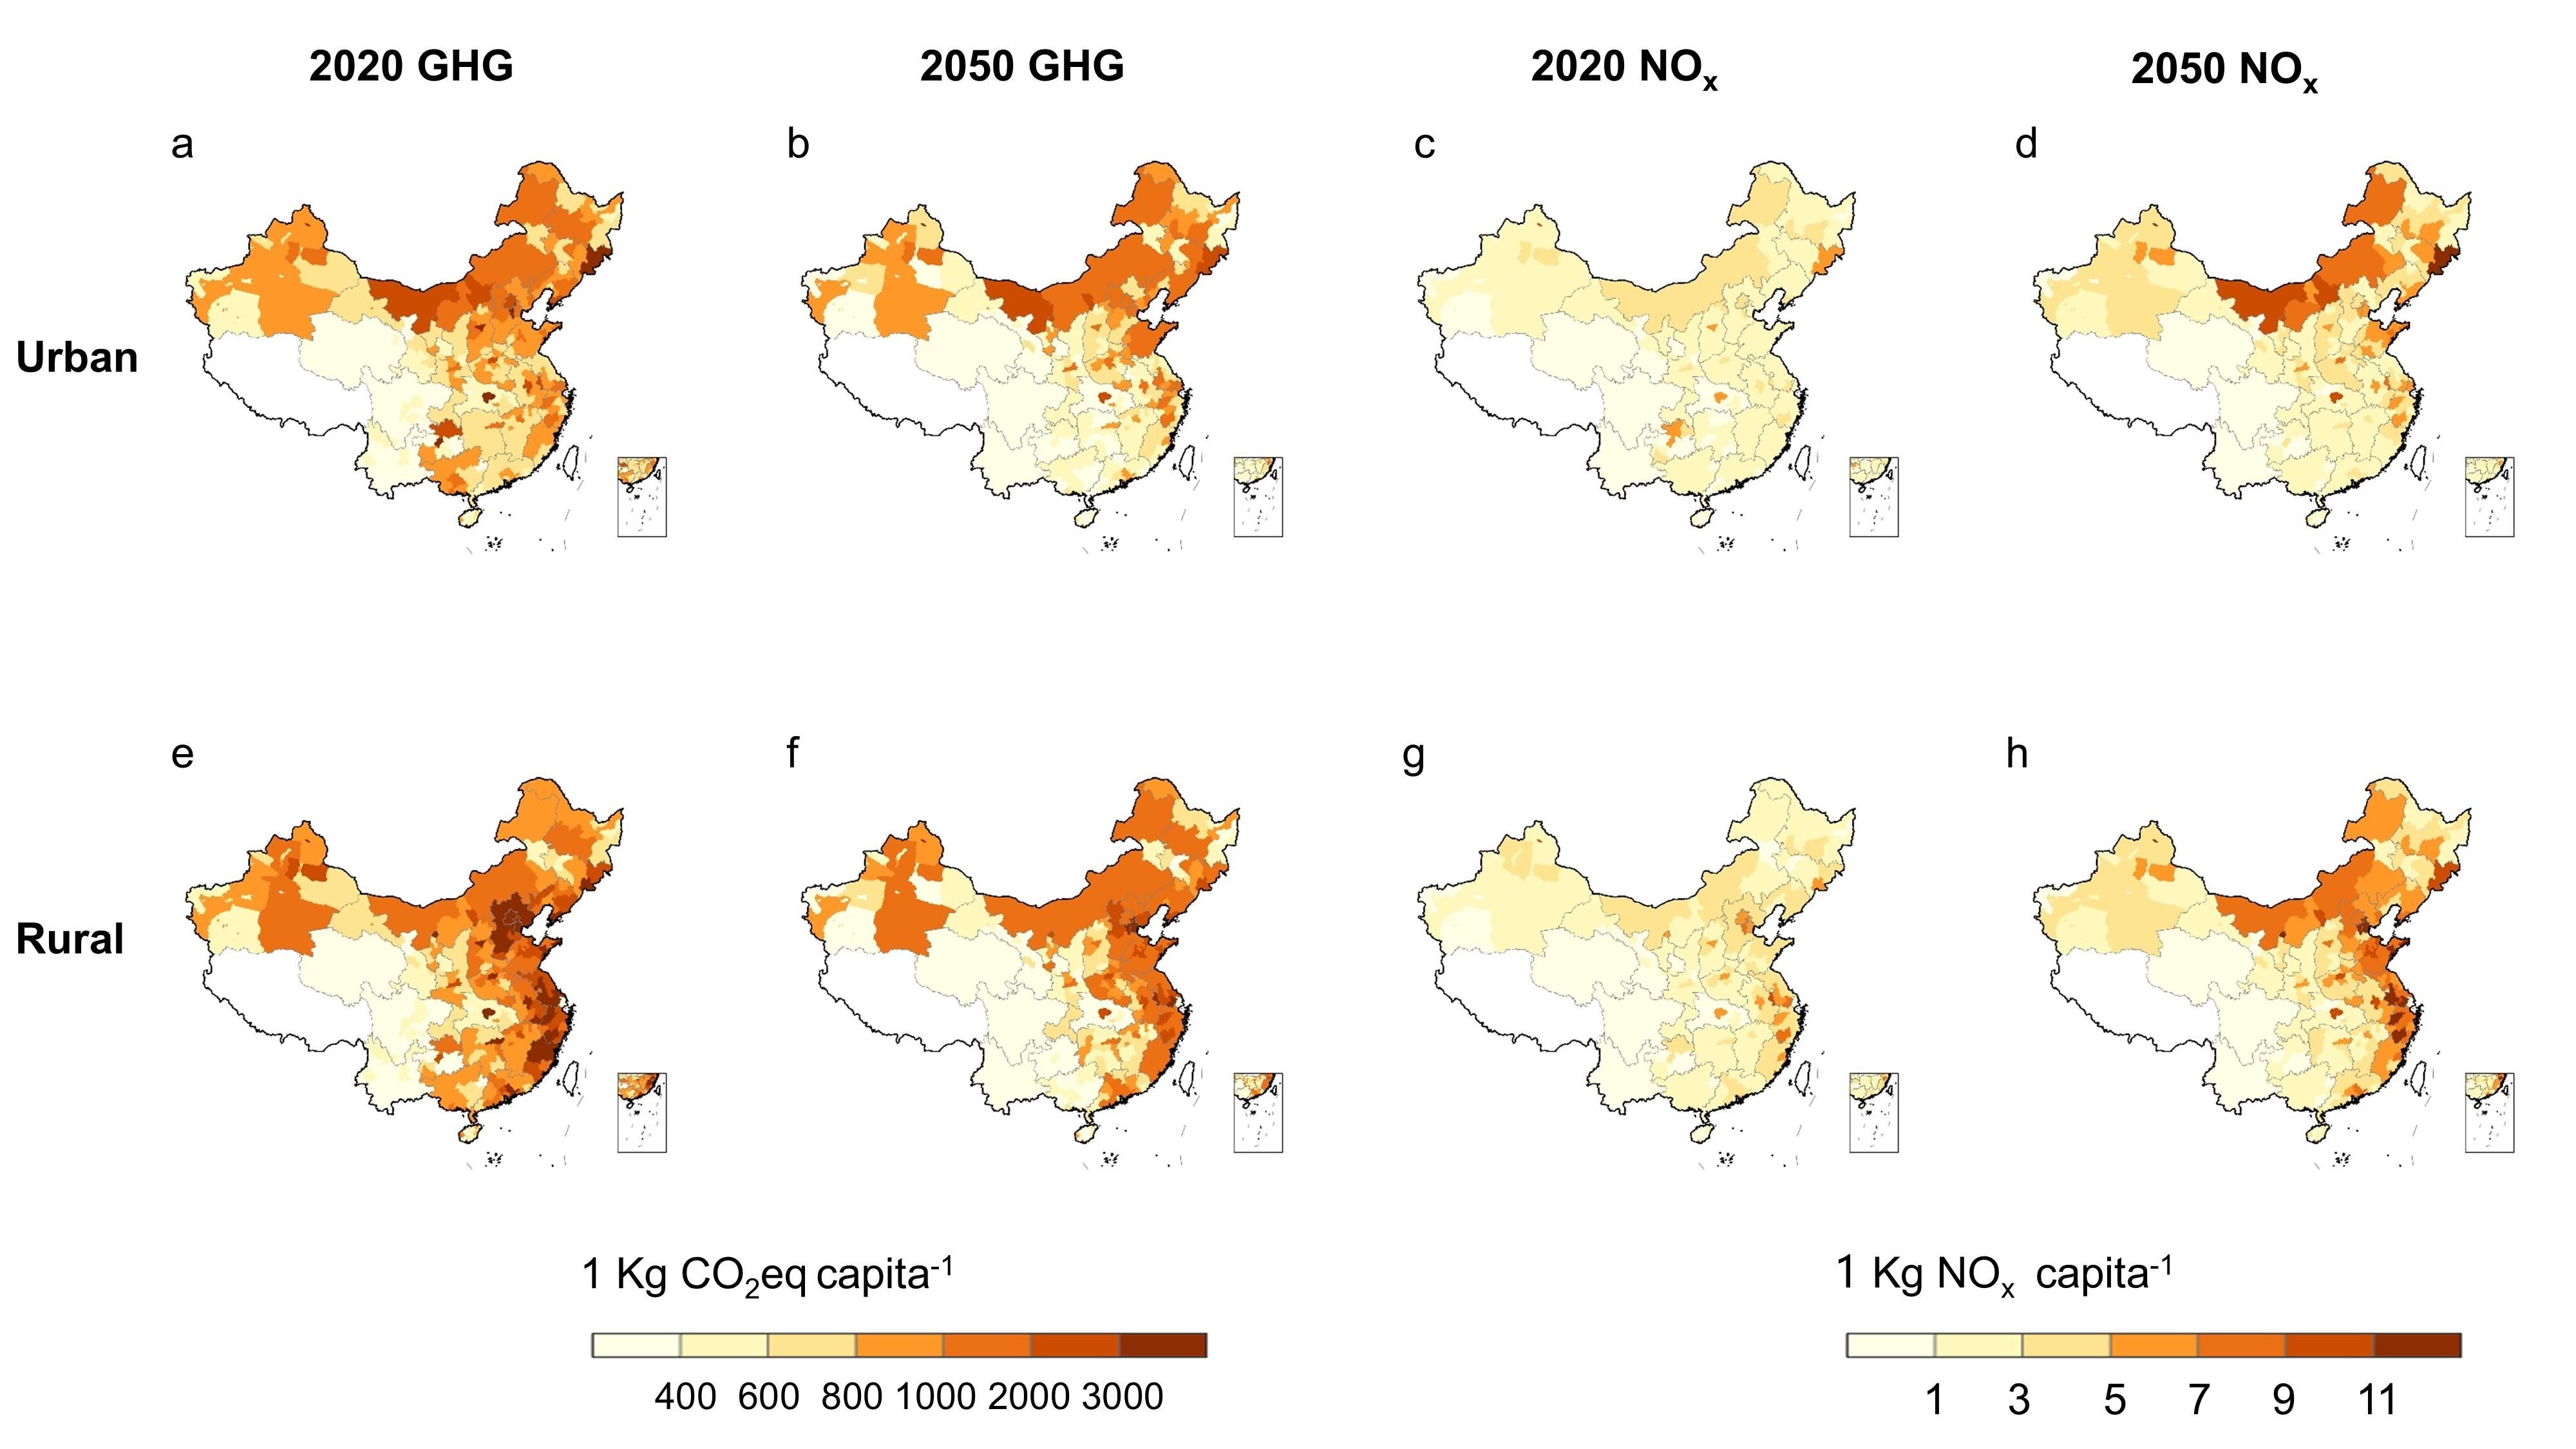 2020 GHG 2050 GHG 2020 NOx 2050 NOx
a b c d
Urban
e f g h
Rural
1 Kg CO2eq capita-1 1 Kg NOx capita-1
400 600 800 1000 2000 3000 1 3 5 7 9 11